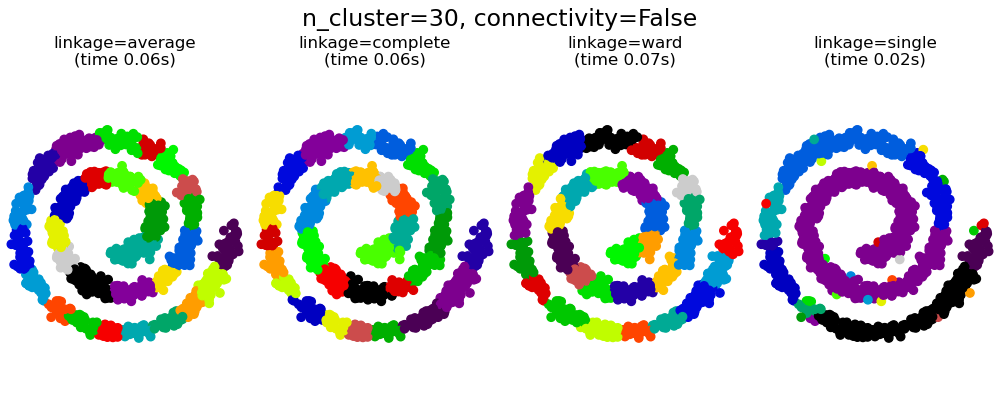 n_cluster=30, connectivity=False
linkage=average
(time 0.06s)
linkage=complete
(time 0.06s)
linkage=ward
(time 0.07s)
linkage=single
(time 0.02s)